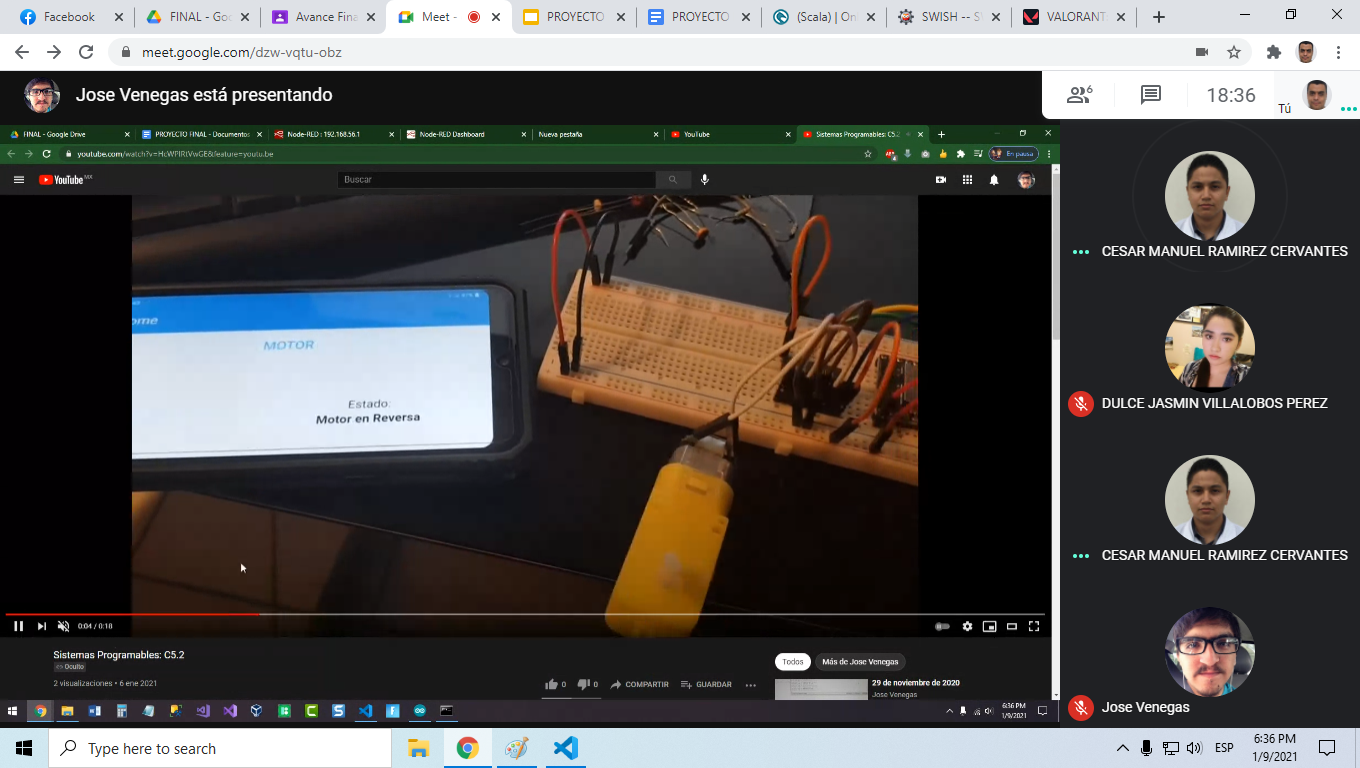 Facebook
FINAL - Goo
Avance Fina
Meet -
PROYECTO
PROYECTO
(Scala) | On
SWISH -- S
VALORANT
meet.google.com/dzw-vqtu-obz
Jose Venegas está presentando
6
18:36
Tú
FINAL - Google Drive
PROYECTO FINAL - Documentos
Node-RED : 192.168.56.1
Node-RED Dashboard
Nueva pestaña
YouTube
Sistemas Programables: C5.2
youtube.com/watch?v=HcWPlRtVwGE&feature=youtu.be
En pausa
YouTube MX
Buscar
ome
MOTOR
Estado:
Motor en Reversa
0:04 / 0:18
Sistemas Programables: C5.2
Oculto
2 visualizaciones • 6 ene 2021
0
0
COMPARTIR
GUARDAR
Todos
Más de Jose Venegas
29 de noviembre de 2020
Jose Venegas
6:36 PM
1/9/2021
CESAR MANUEL RAMIREZ CERVANTES
DULCE JASMIN VILLALOBOS PEREZ
CESAR MANUEL RAMIREZ CERVANTES
Jose Venegas
Type here to search
ESP
6:36 PM
1/9/2021